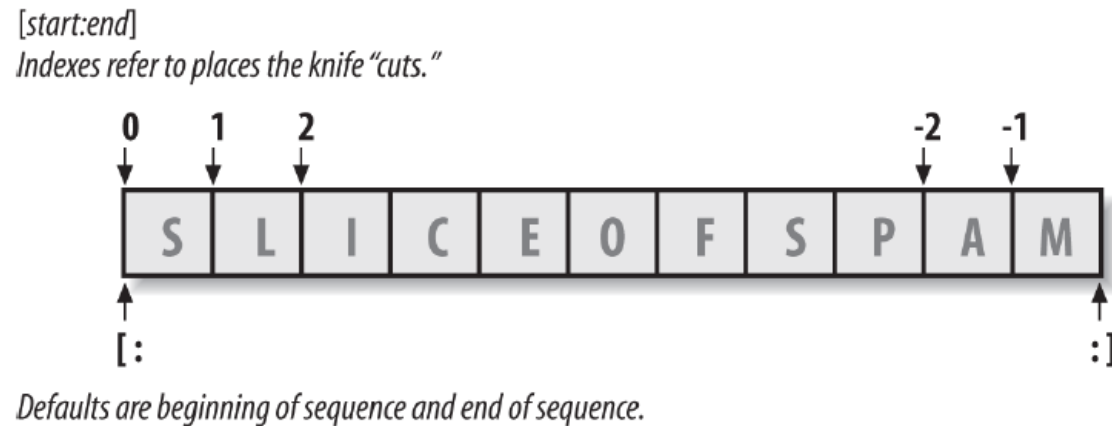 [start:end]
Indexes refer to places the knife “cuts.”
0 1 2 -2 -1
S L I C E O F S P A M
[: :]
Defaults are beginning of sequence and end of sequence.